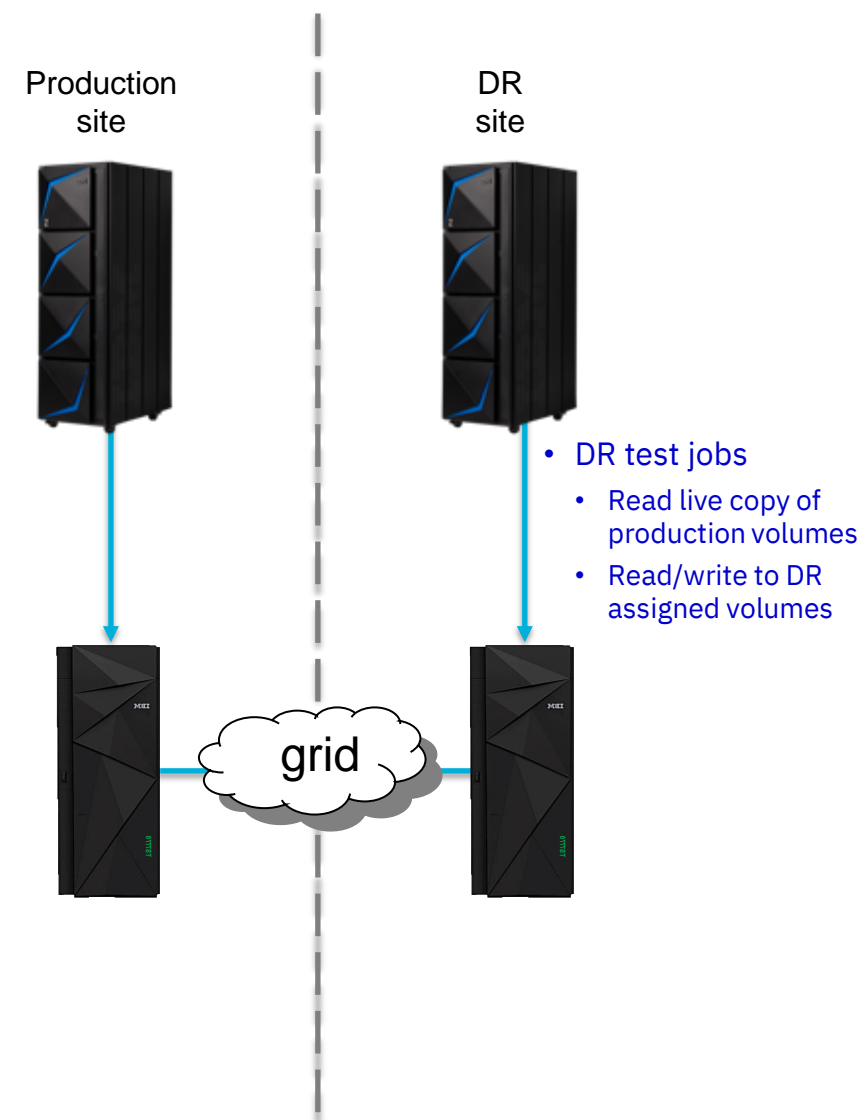 Production
site
DR
site
• DR test jobs
• Read live copy of
production volumes
• Read/write to DR
assigned volumes
grid